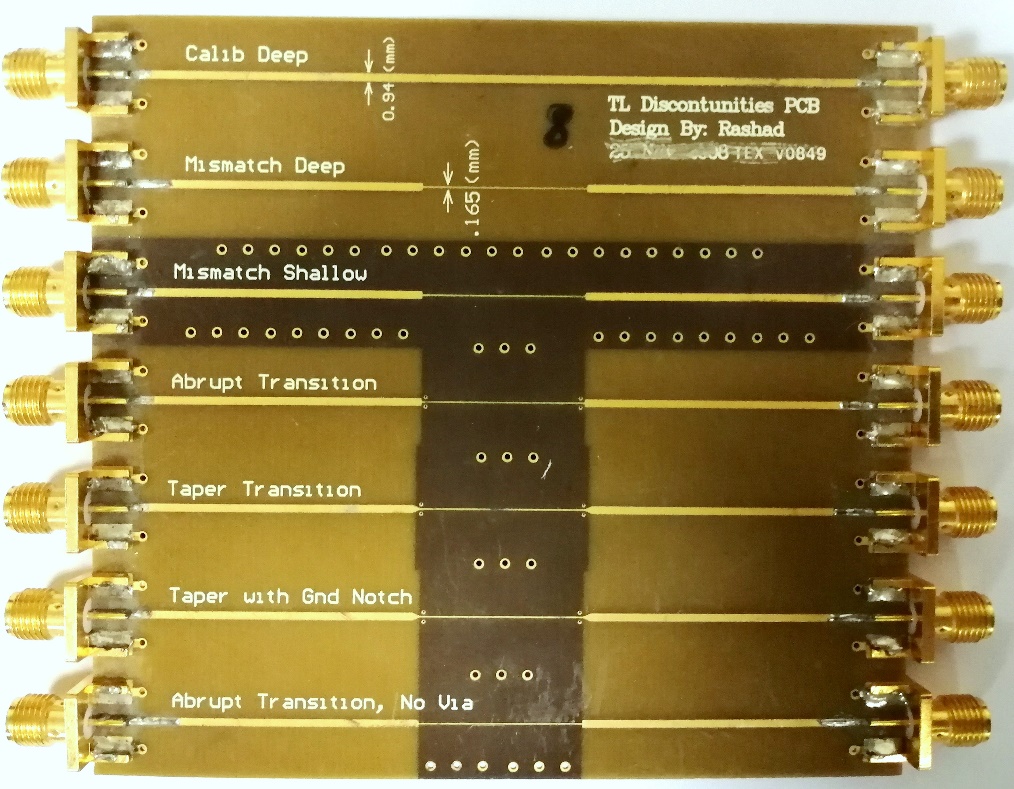 Calib Deep
0.94(mm)
8
TL Discontunities PCB
Design By: Rashad
TEX V0849
Mismatch Deep
.165(mm)
Mismatch Shallow
Abrupt Transition
Taper Transition
Taper with Gnd Notch
Abrupt Transition, No Via